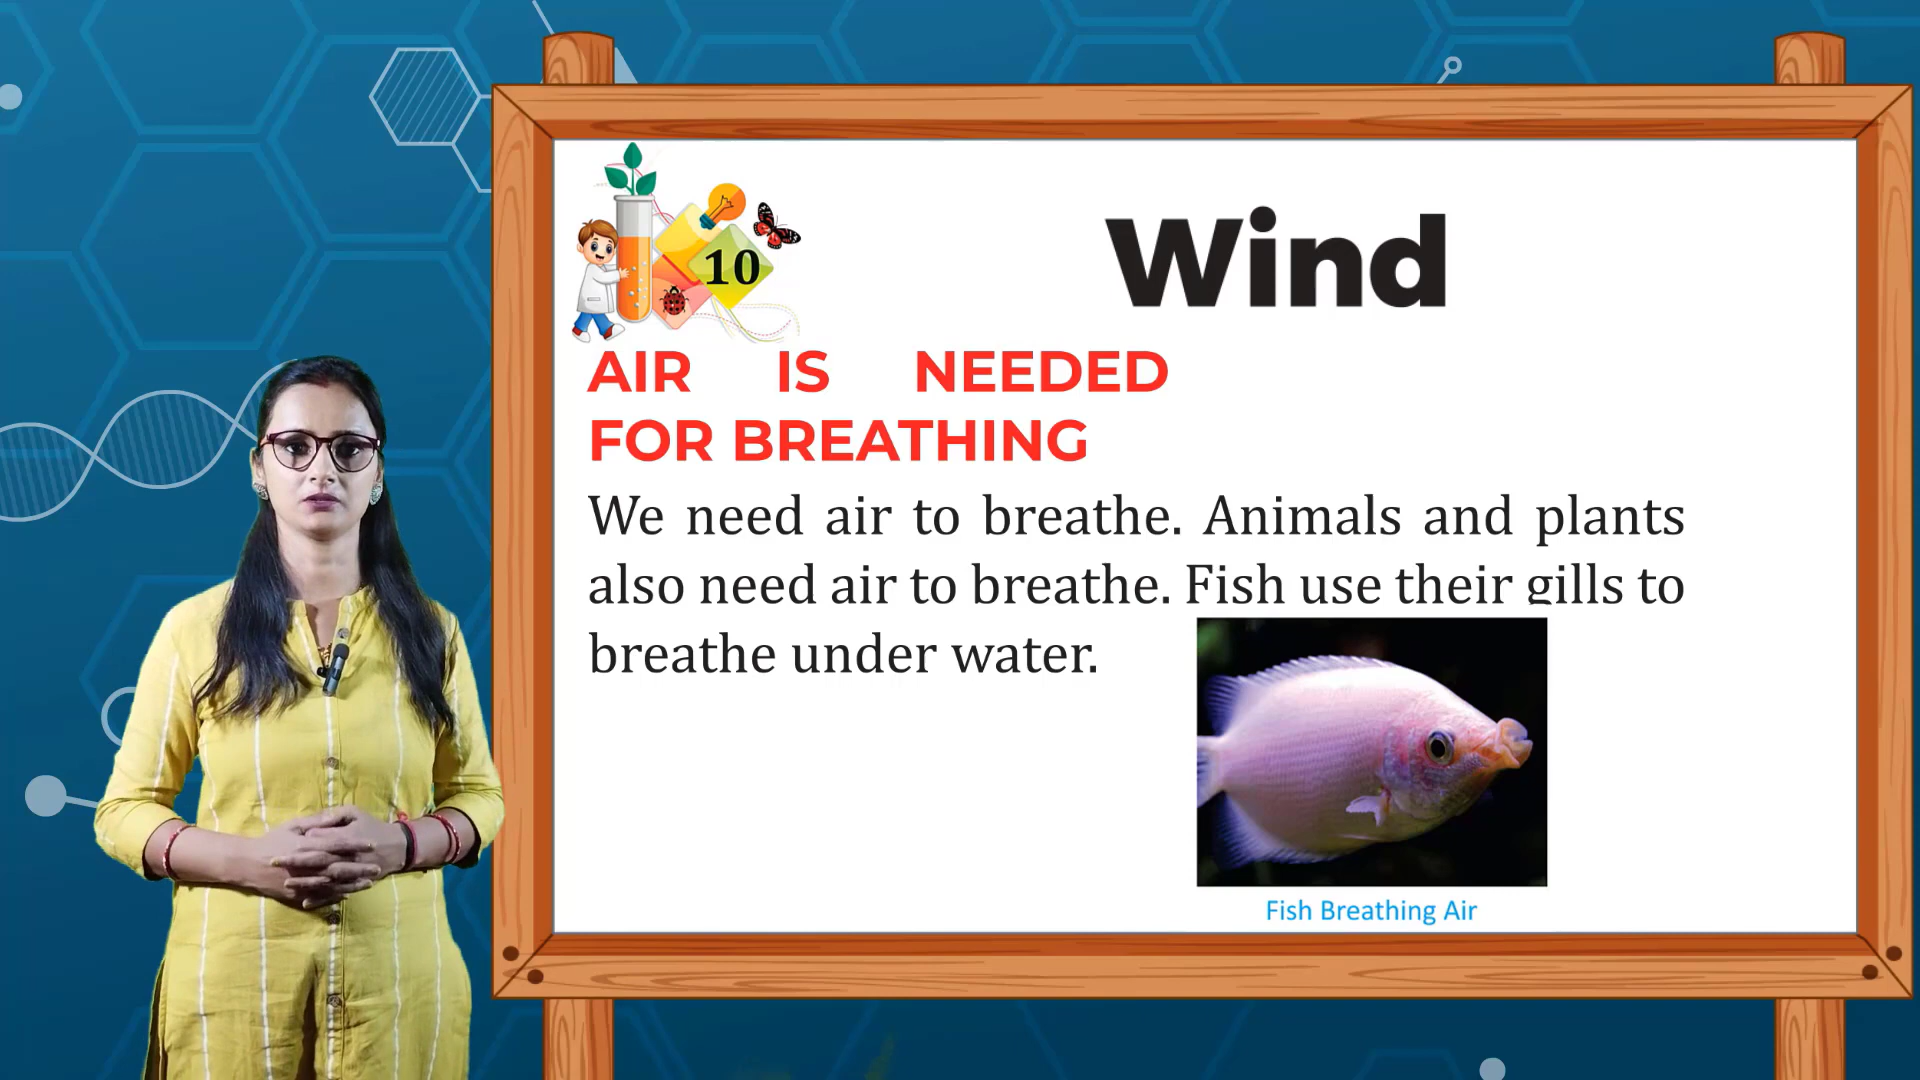 10
Wind
AIR IS NEEDED
FOR BREATHING
We need air to breathe. Animals and plants
also need air to breathe. Fish use their gills to
breathe under water.
Fish Breathing Air